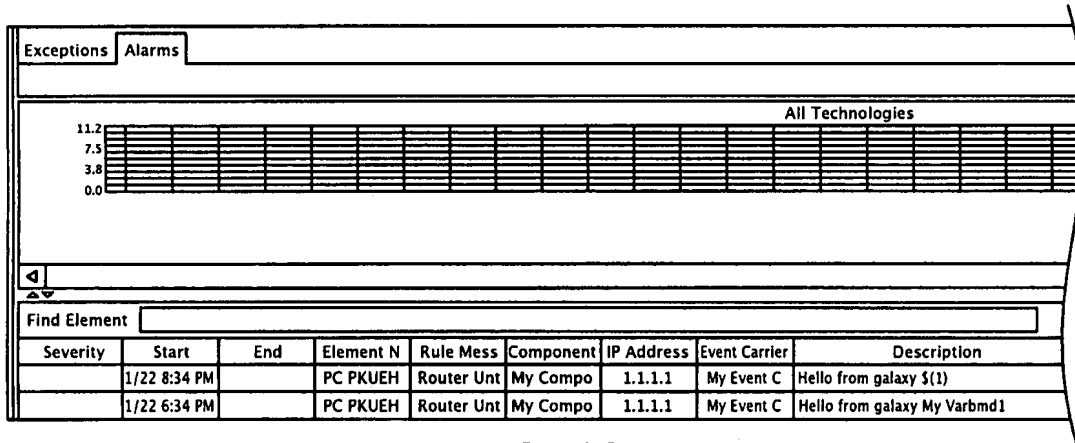 Exceptions Alarms
All Technologies
11.2
7.5
3.8
0.0
Find Element
Severity Start End Element N Rule Mess Component IP Address Event Carrier Description
1/22 8:34 PM PC PKUEH Router Unt My Compo 1.1.1.1 My Event C Hello from galaxy $(1)
1/22 6:34 PM PC PKUEH Router Unt My Compo 1.1.1.1 My Event C Hello from galaxy My Varbmd1